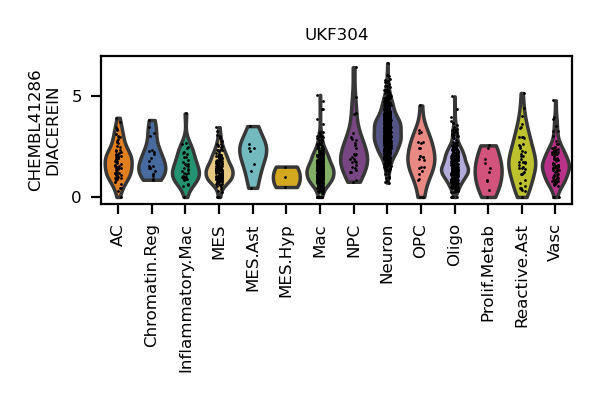 UKF304
CHEMBL41286
DIACEREIN
5
0
AC
Chromatin.Reg
Inflammatory.Mac
MES
MES.Ast
MES.Hyp
Mac
NPC
Neuron
OPC
Oligo
Prolif.Metab
Reactive.Ast
Vasc